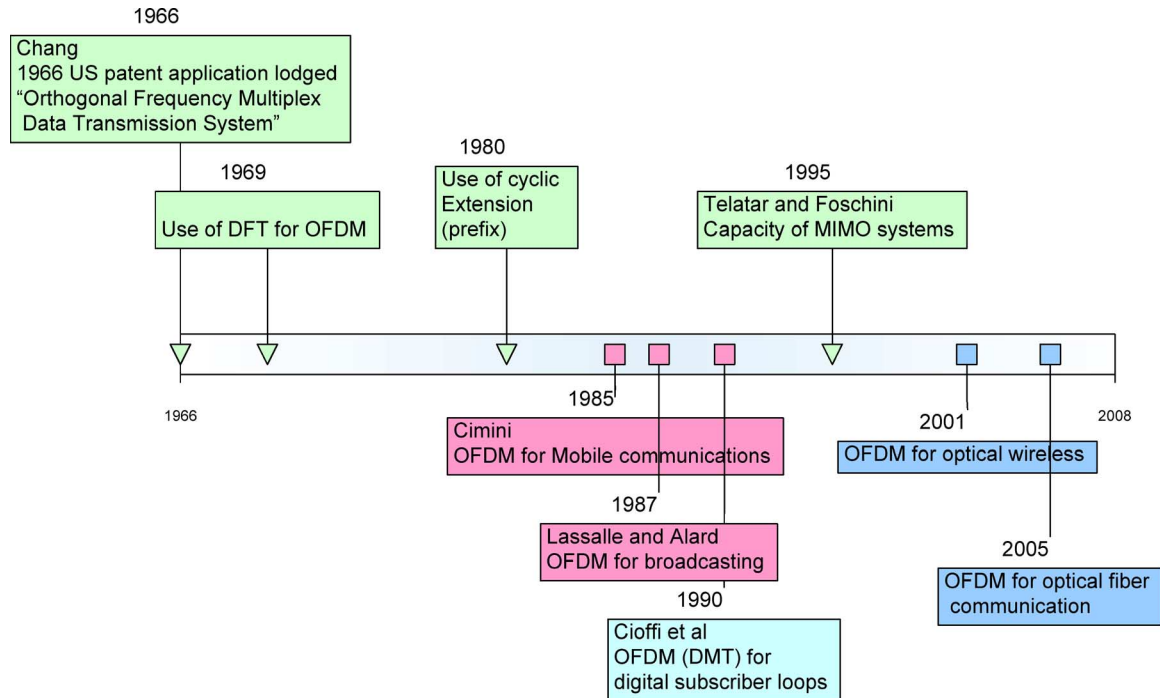 1966
Chang
1966 US patent application lodged
“Orthogonal Frequency Multiplex
Data Transmission System”
1969
Use of DFT for OFDM
1980
Use of cyclic
Extension
(prefix)
1995
Telatar and Foschini
Capacity of MIMO systems
1966
2008
1985
Cimini
OFDM for Mobile communications
1987
Lassalle and Alard
OFDM for broadcasting
1990
Cioffi et al
OFDM (DMT) for
digital subscriber loops
2001
OFDM for optical wireless
2005
OFDM for optical fiber
communication